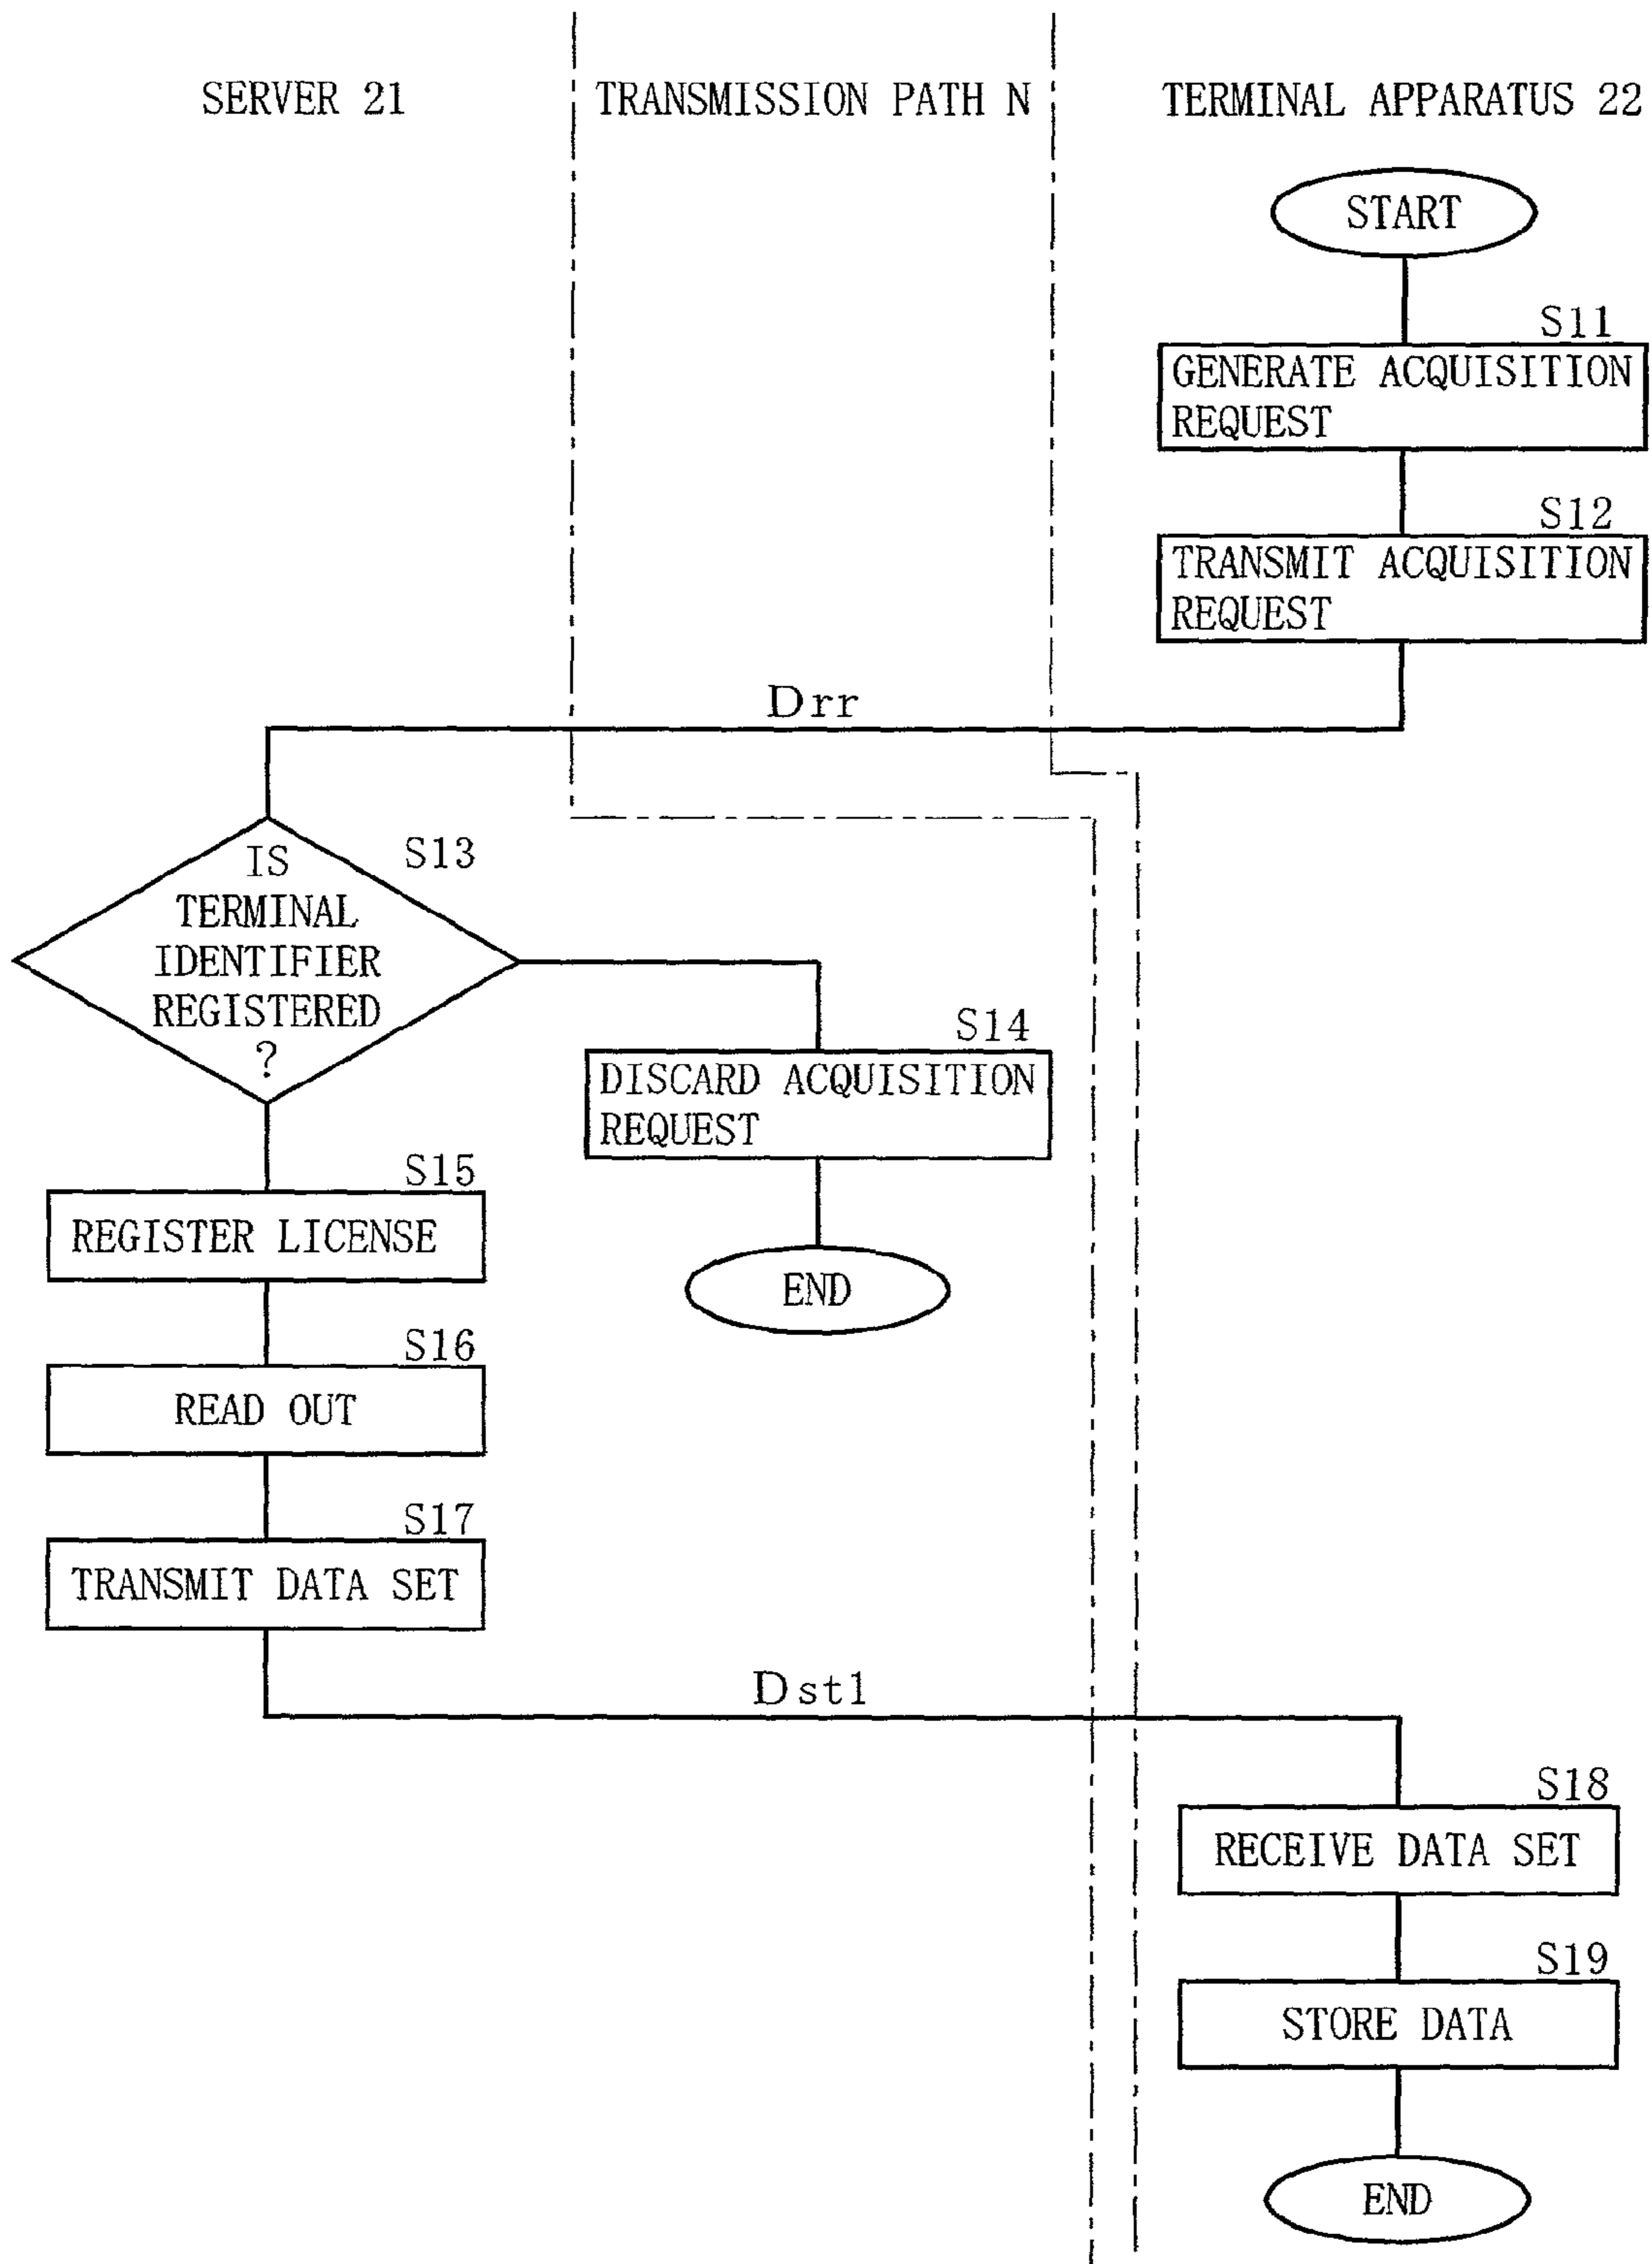 SERVER 21
TRANSMISSION PATH N
TERMINAL APPARATUS 22
START
S11
GENERATE ACQUISITION
REQUEST
S12
TRANSMIT ACQUISITION
REQUEST
Drr
S13
IS
TERMINAL
IDENTIFIER
REGISTERED
?
S14
DISCARD ACQUISITION
REQUEST
END
S15
REGISTER LICENSE
S16
READ OUT
S17
TRANSMIT DATA SET
Dst1
S18
RECEIVE DATA SET
S19
STORE DATA
END